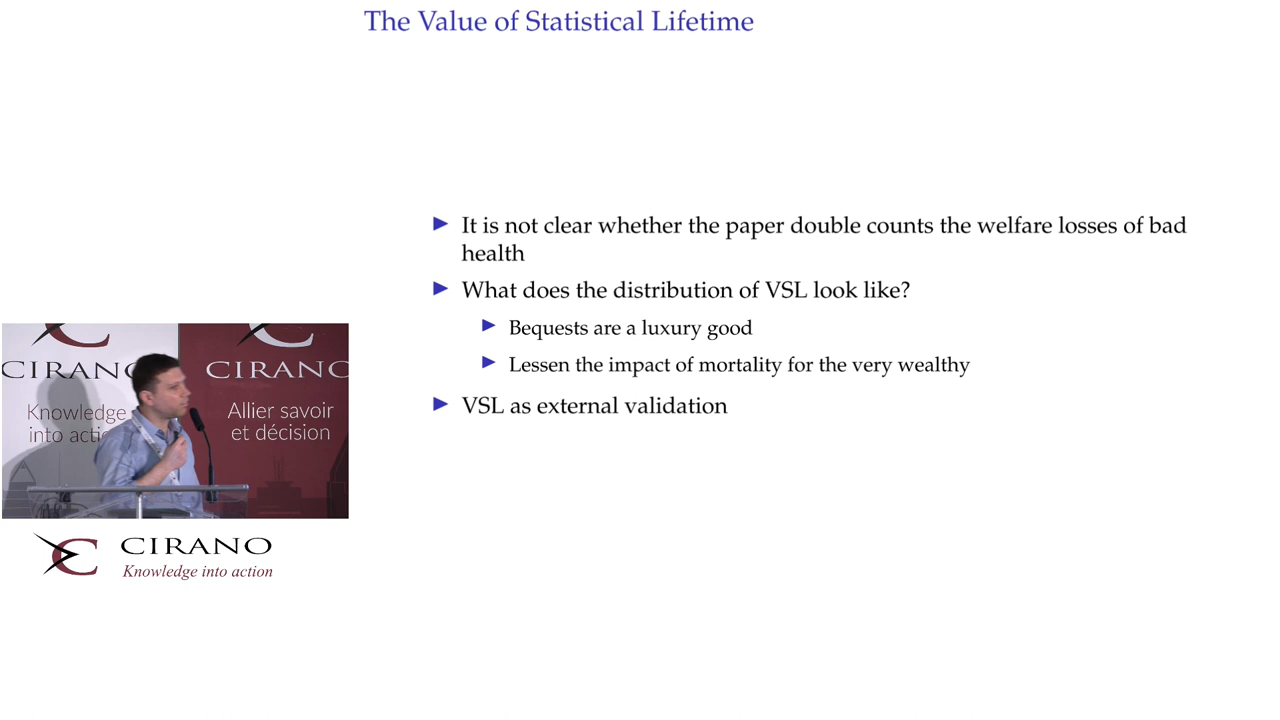 The Value of Statistical Lifetime
It is not clear whether the paper double counts the welfare losses of bad
health
What does the distribution of VSL look like?
Bequests are a luxury good
Lessen the impact of mortality for the very wealthy
VSL as external validation
CIRANO
CIRANO
Knowledge
into actio
Allier savoir
et décision
CIRANO
Knowledge into action